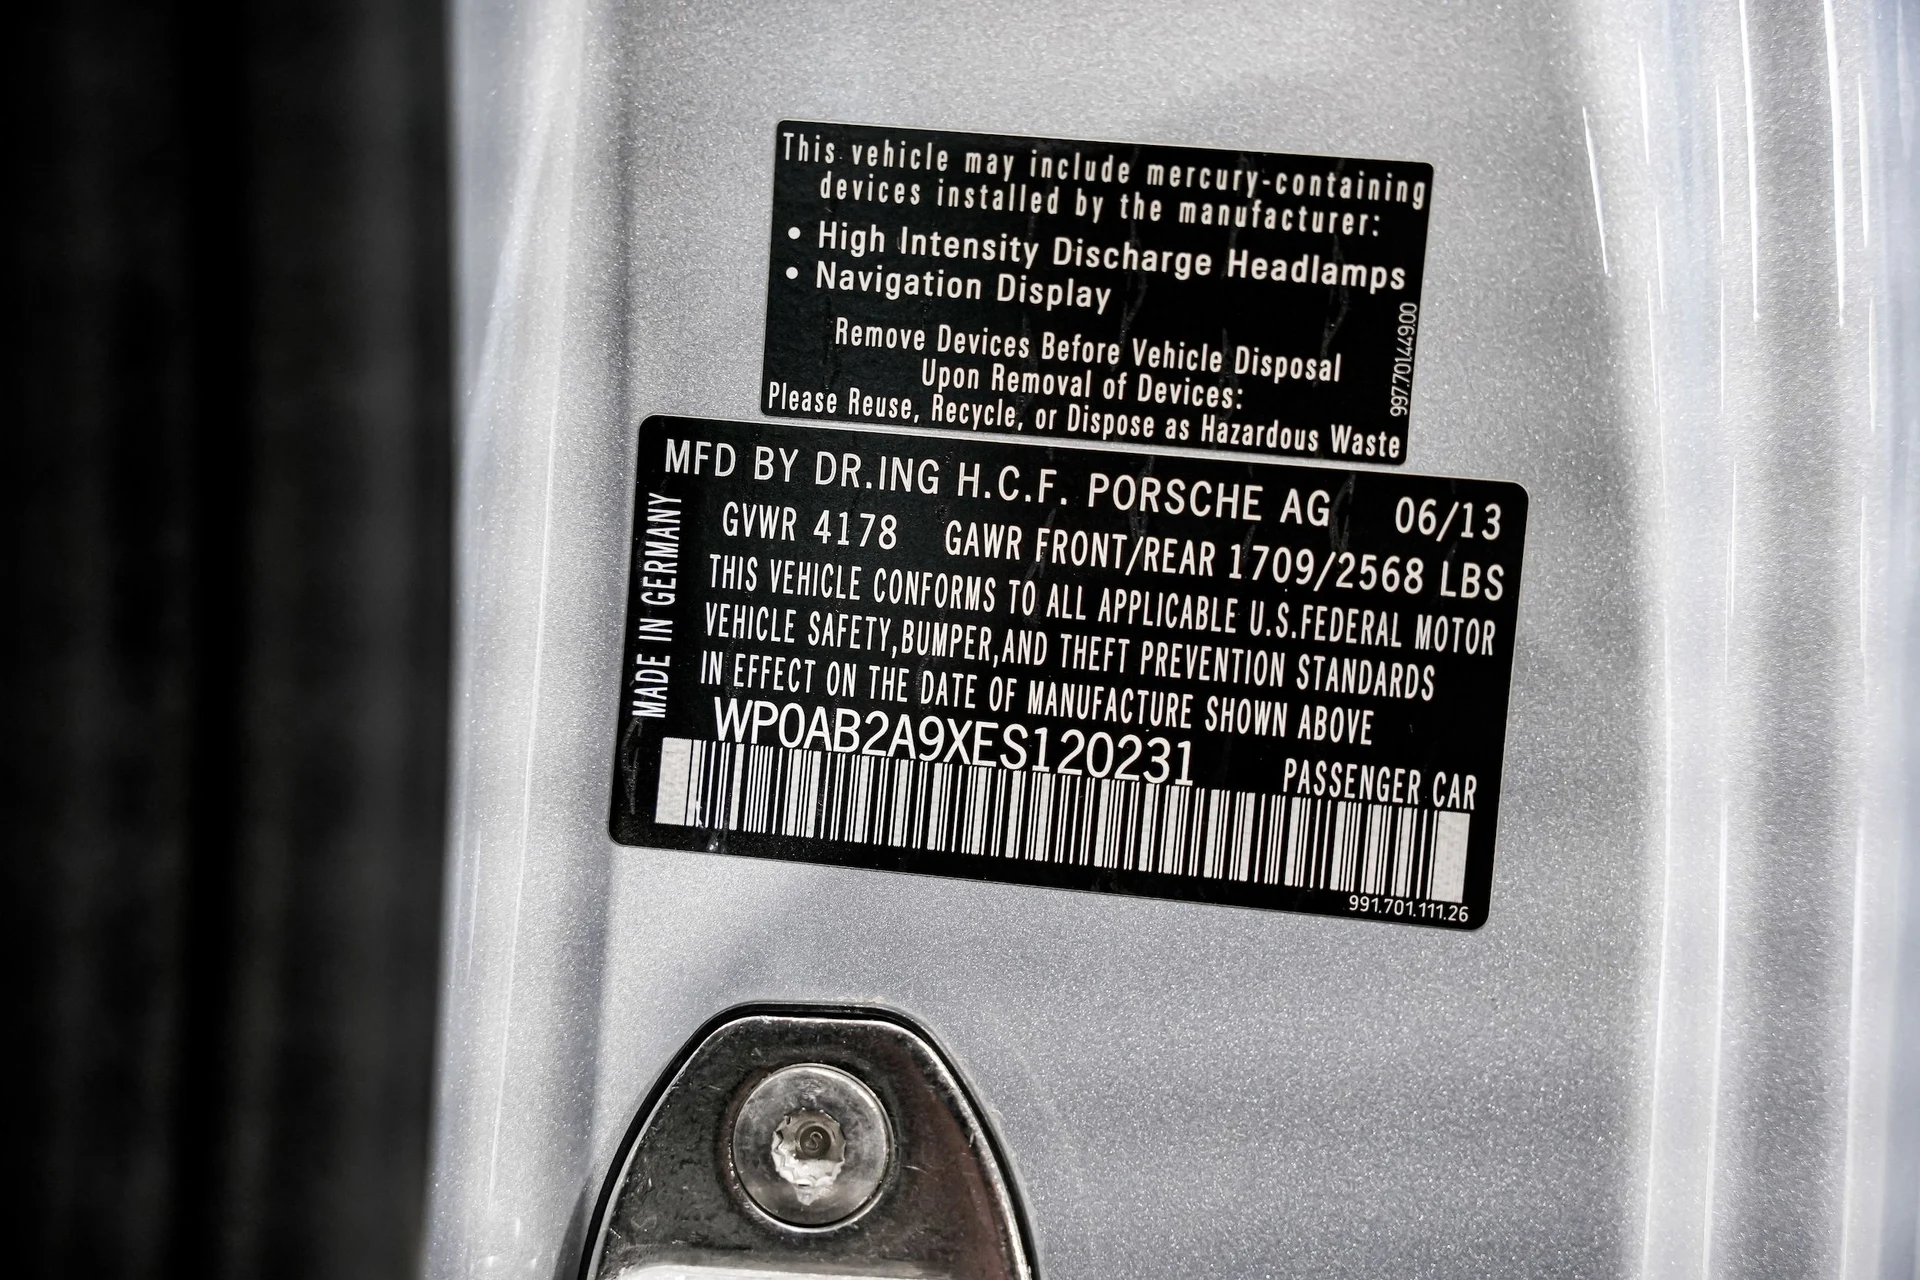 This vehicle may include mercury-containing
devices installed by the manufacturer:
• High Intensity Discharge Headlamps
• Navigation Display
Remove Devices Before Vehicle Disposal
Upon Removal of Devices:
Please Reuse, Recycle, or Dispose as Hazardous Waste
997.701.449.00
MFD BY DR.ING H.C.F. PORSCHE AG 06/13
GVWR 4178 GAWR FRONT/REAR 1709/2568 LBS
THIS VEHICLE CONFORMS TO ALL APPLICABLE U.S.FEDERAL MOTOR
VEHICLE SAFETY,BUMPER,AND THEFT PREVENTION STANDARDS
IN EFFECT ON THE DATE OF MANUFACTURE SHOWN ABOVE
MADE IN GERMANY
WP0AB2A9XES120231
PASSENGER CAR
991.701.111.26